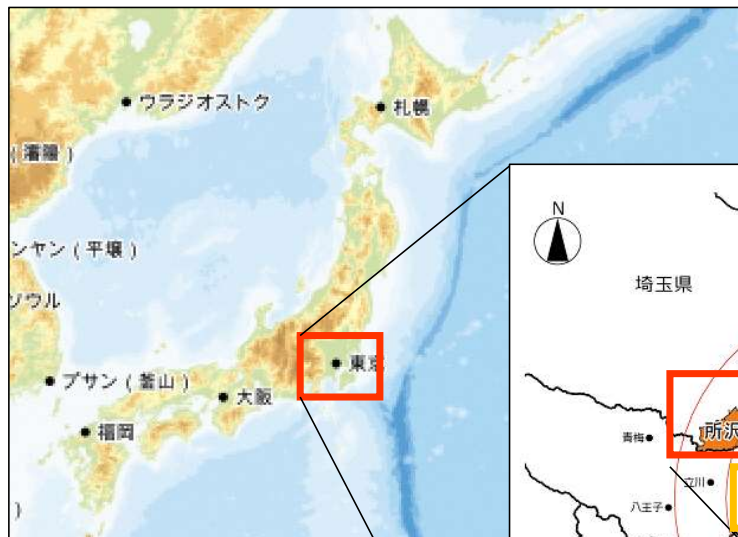 ウラジオストク
札幌
(瀋陽)
ンヤン(平壌)
ソウル
プサン(釜山)
大阪
東京
福岡
)
N
埼玉県
所沢
青梅
立川
八王子